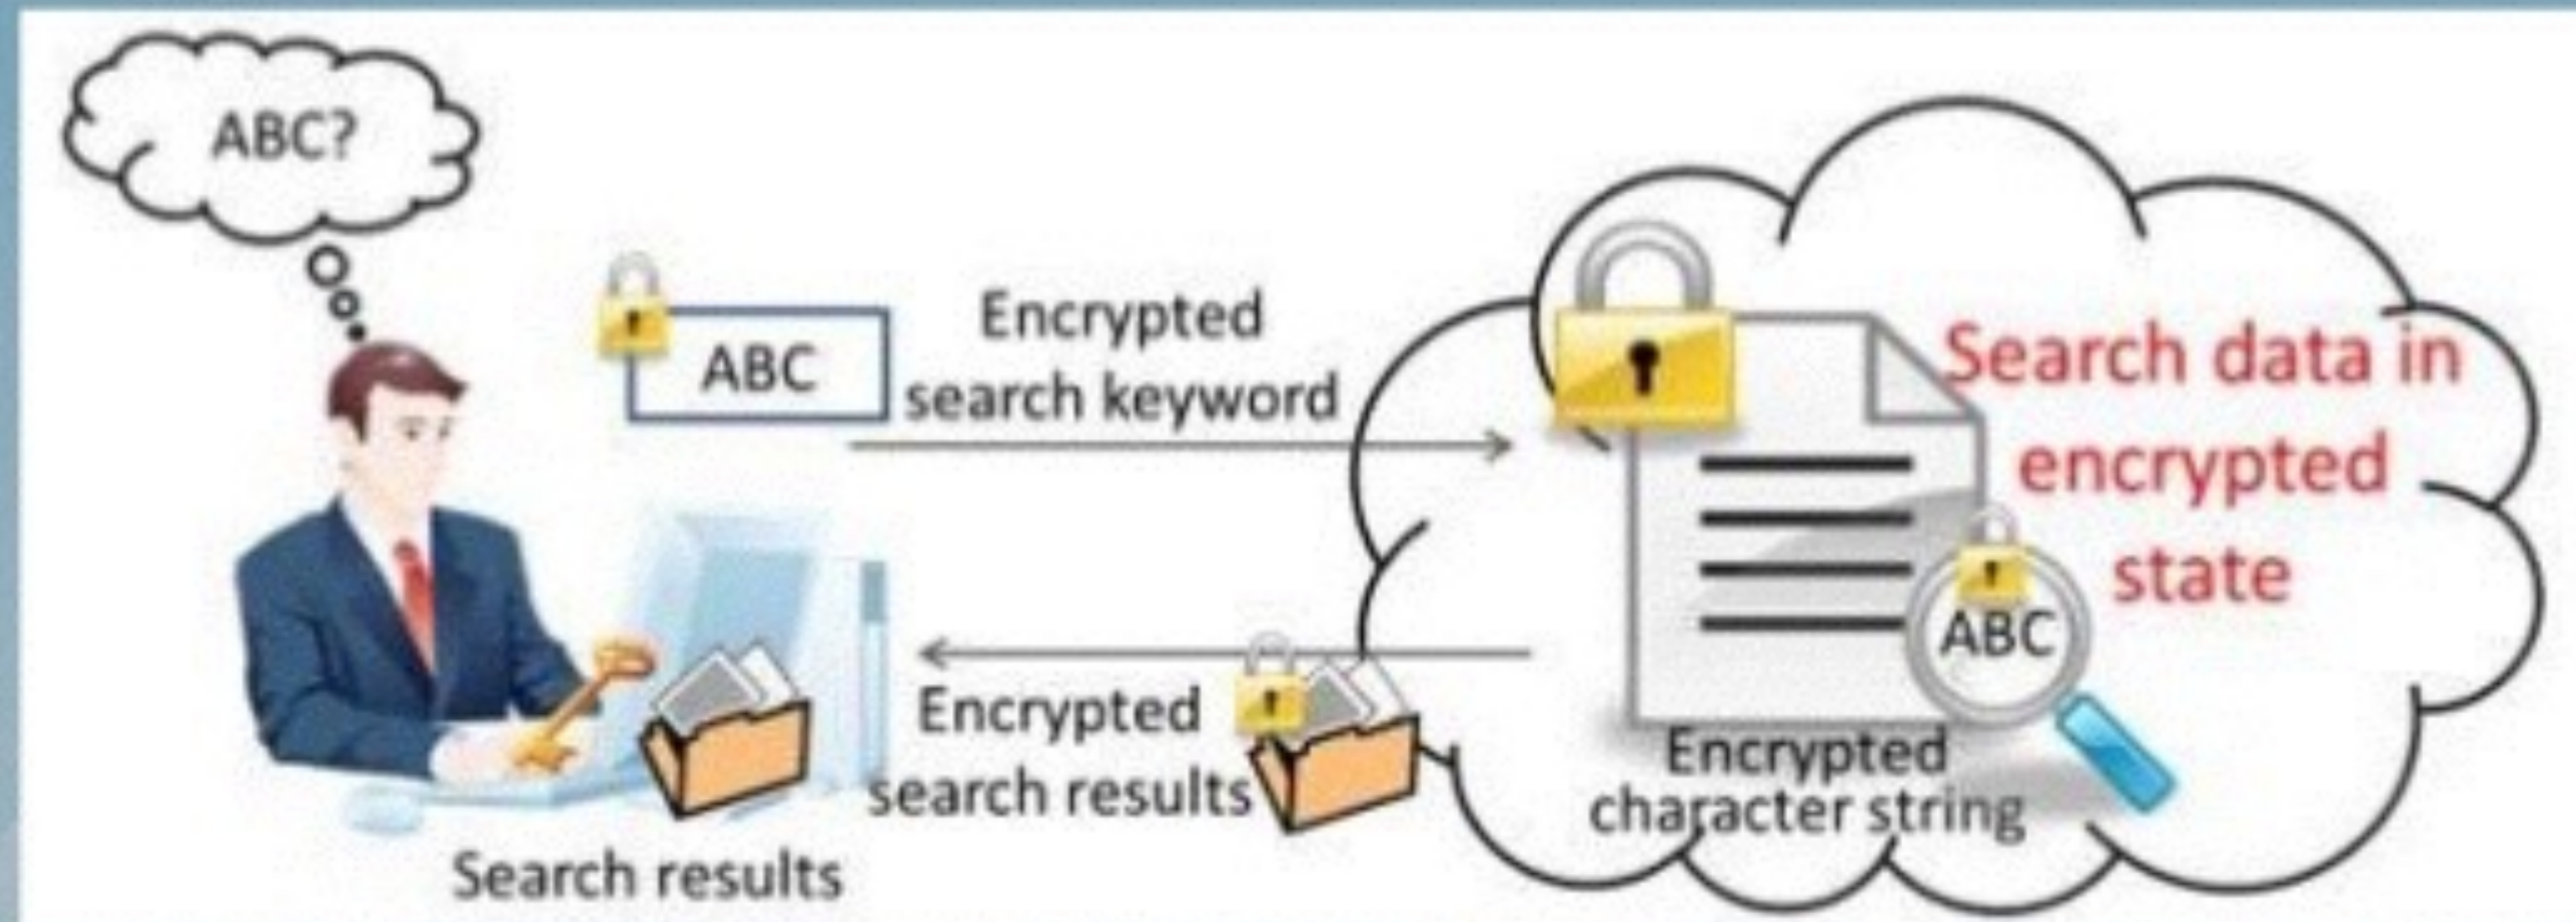 ABC?
ABC
Encrypted
search keyword
Search data in
encrypted
state
ABC
Encrypted
search results
Encrypted
character string
Search results